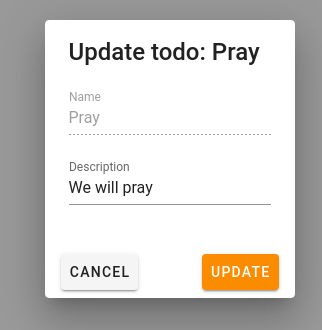 Update todo: Pray
Name
Pray
Description
We will pray
CANCEL
UPDATE